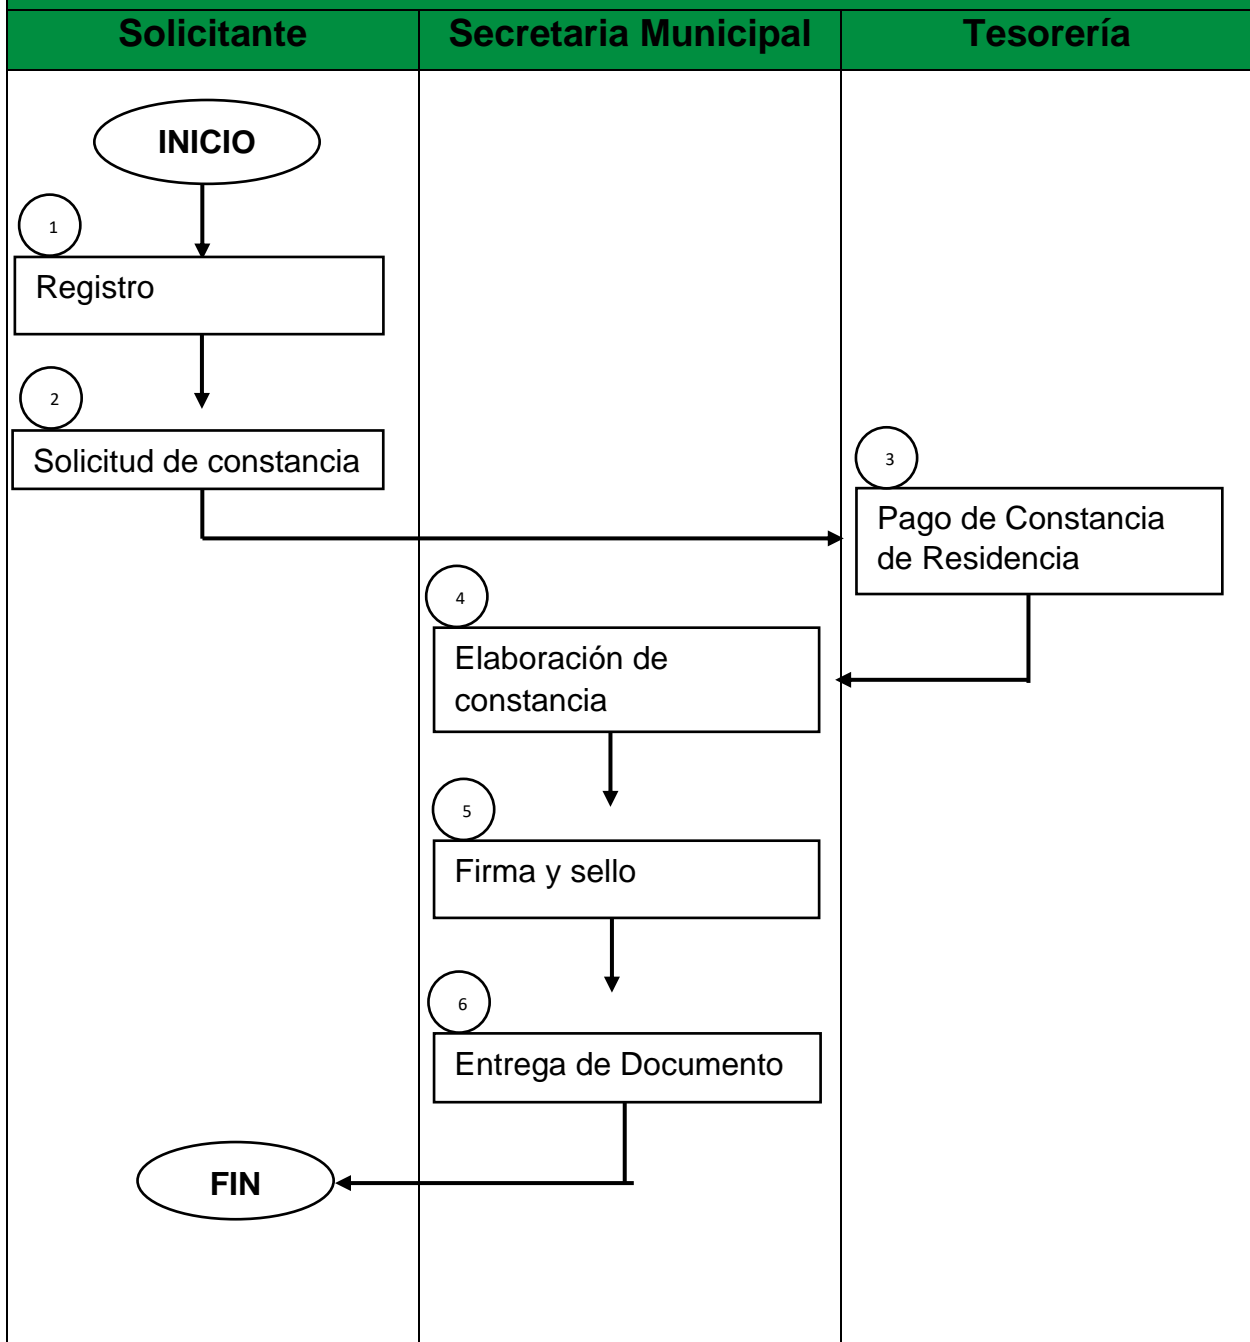 Solicitante
Secretaria Municipal
Tesorería
INICIO
1
Registro
2
Solicitud de constancia
3
Pago de Constancia
de Residencia
4
Elaboración de
constancia
5
Firma y sello
6
Entrega de Documento
FIN